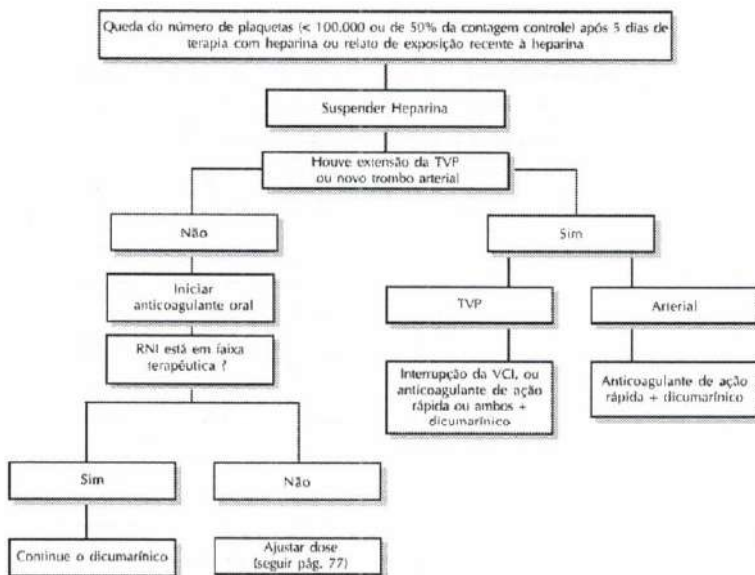 Queda do número de plaquetas (< 100.000 ou de 50% da contagem controle) após 5 dias de
terapia com heparina ou relato de exposição recente à heparina
Suspender Heparina
Houve extensão da TVP
ou novo trombo arterial
Não
Sim
Iniciar
anticoagulante oral
TVP
Arterial
RNI está em faixa
terapêutica ?
Interrupção da VCI, ou
anticoagulante de ação
rápida ou ambos +
dicumarínico
Anticoagulante de ação
rápida + dicumarínico
Sim
Não
Continue o dicumarínico
Ajustar dose
(seguir pág. 77)